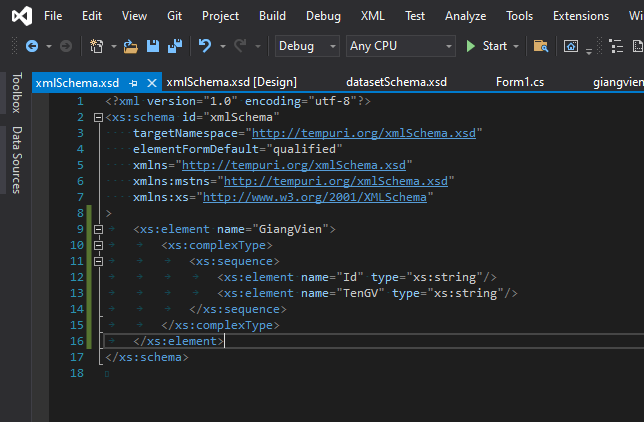 File Edit View Git Project Build Debug XML Test Analyze Tools Extensions
Debug Any CPU Start
xmlSchema.xsd xmlSchema.xsd [Design] datasetSchema.xsd Form1.cs giangvien
Toolbox
Data Sources
1 <?xml version="1.0" encoding="utf-8"?>
2 <xs:schema id="xmlSchema"
3 targetNamespace="http://tempuri.org/xmlSchema.xsd"
4 elementFormDefault="qualified"
5 xmlns="http://tempuri.org/xmlSchema.xsd"
6 xmlns:mstns="http://tempuri.org/xmlSchema.xsd"
7 xmlns:xs="http://www.w3.org/2001/XMLSchema"
8 >
9 <xs:element name="GiangVien">
10 <xs:complexType>
11 <xs:sequence>
12 <xs:element name="Id" type="xs:string"/>
13 <xs:element name="TenGV" type="xs:string"/>
14 </xs:sequence>
15 </xs:complexType>
16 </xs:element>
17 </xs:schema>
18